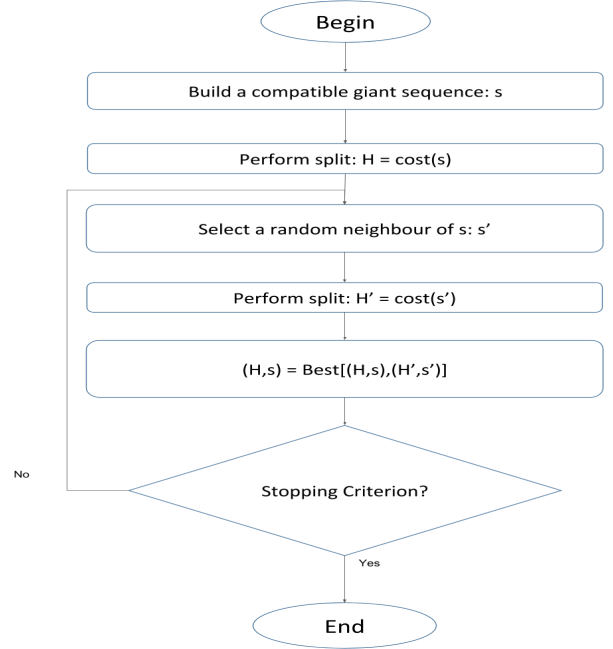 Begin
Build a compatible giant sequence: s
Perform split: H = cost(s)
Select a random neighbour of s: s’
Perform split: H’ = cost(s’)
(H,s) = Best[(H,s),(H’,s’)]
No
Stopping Criterion?
Yes
End